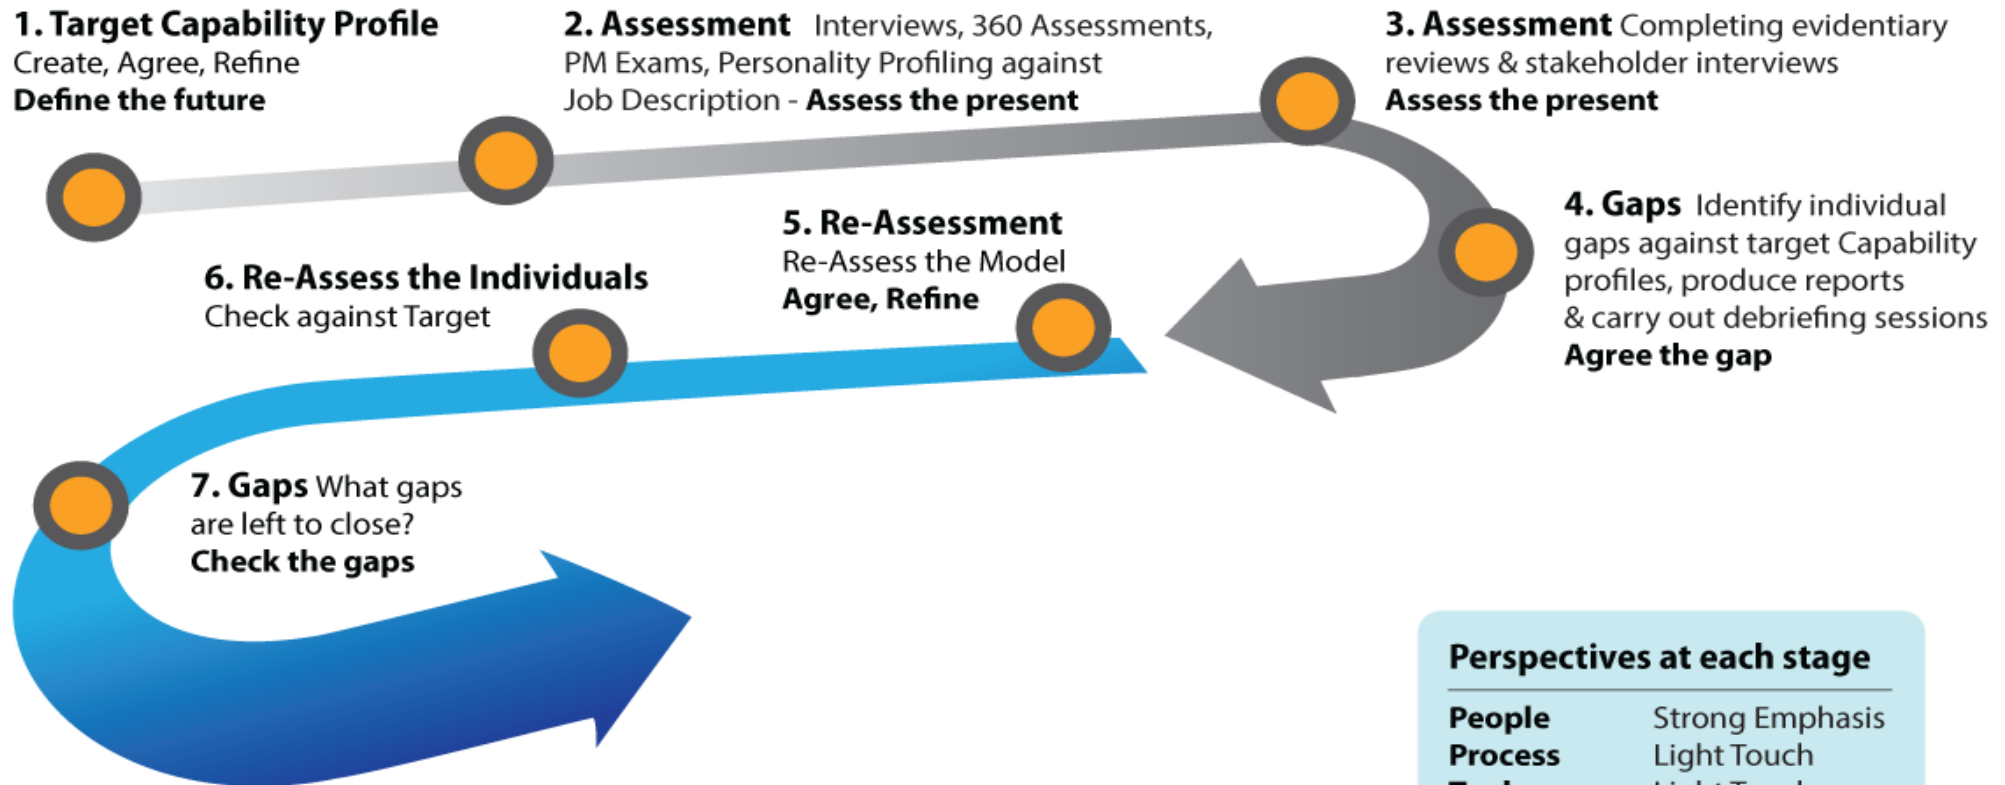 1. Target Capability Profile
Create, Agree, Refine
Define the future
2. Assessment Interviews, 360 Assessments,
PM Exams, Personality Profiling against
Job Description - Assess the present
3. Assessment Completing evidentiary
reviews & stakeholder interviews
Assess the present
4. Gaps Identify individual
gaps against target Capability
profiles, produce reports
& carry out debriefing sessions
Agree the gap
5. Re-Assessment
Re-Assess the Model
Agree, Refine
6. Re-Assess the Individuals
Check against Target
7. Gaps What gaps
are left to close?
Check the gaps
Perspectives at each stage
People Strong Emphasis
Process Light Touch